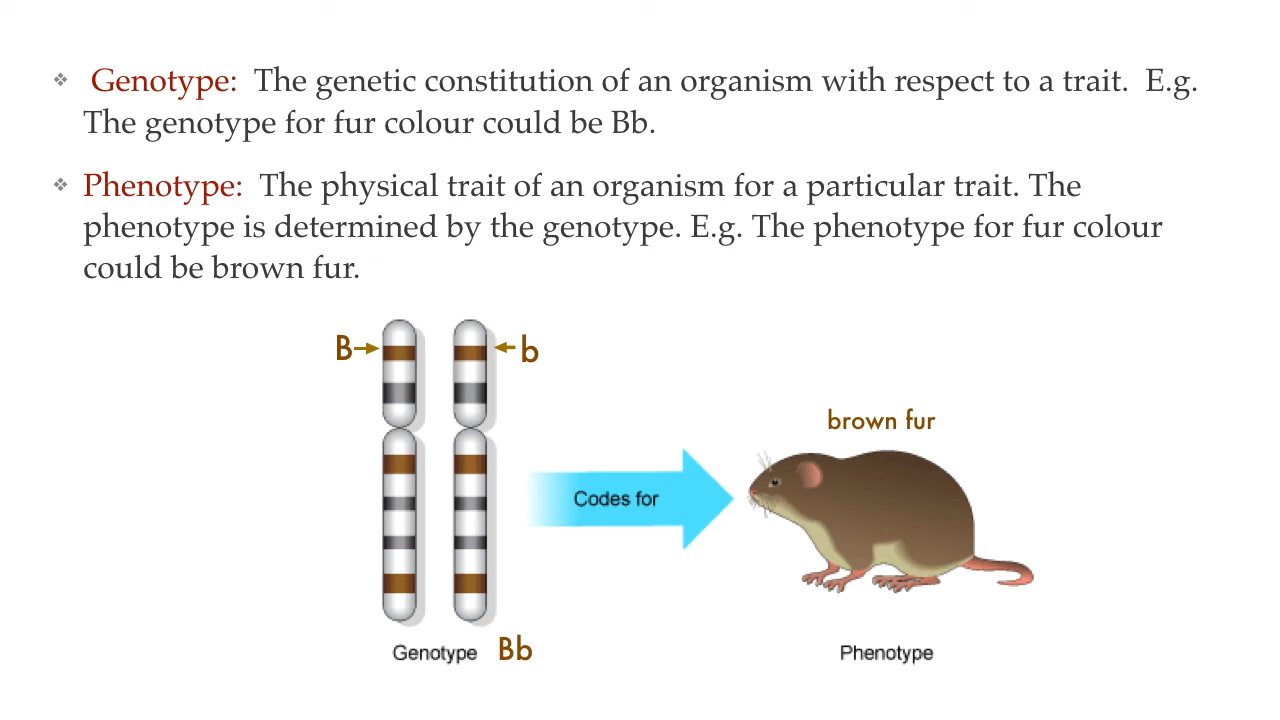 ❖ Genotype: The genetic constitution of an organism with respect to a trait. E.g.
The genotype for fur colour could be Bb.
❖ Phenotype: The physical trait of an organism for a particular trait. The
phenotype is determined by the genotype. E.g. The phenotype for fur colour
could be brown fur.
B
b
brown fur
Codes for
Genotype
Bb
Phenotype